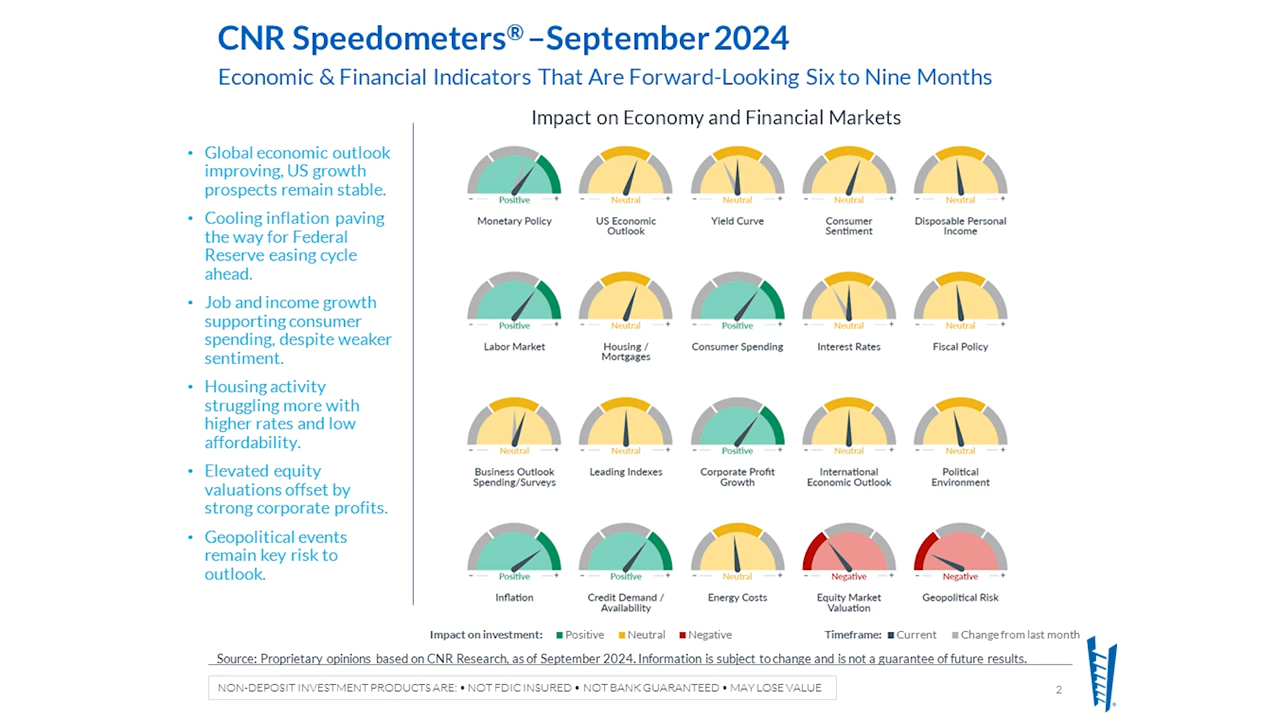 CNR Speedometers® –September 2024
Economic & Financial Indicators That Are Forward-Looking Six to Nine Months
Impact on Economy and Financial Markets
• Global economic outlook
improving, US growth
prospects remain stable.
• Cooling inflation paving
the way for Federal
Reserve easing cycle
ahead.
• Job and income growth
supporting consumer
spending, despite weaker
sentiment.
• Housing activity
struggling more with
higher rates and low
affordability.
• Elevated equity
valuations offset by
strong corporate profits.
• Geopolitical events
remain key risk to
outlook.
- Positive + - Neutral + - Neutral + - Neutral + - Neutral +
Monetary Policy US Economic Yield Curve Consumer Disposable Personal
Outlook Sentiment Income
- Positive + - Neutral + - Positive + - Neutral + - Neutral +
Labor Market Housing / Consumer Spending Interest Rates Fiscal Policy
Mortgages
- Neutral + - Neutral + - Positive + - Neutral + - Neutral +
Business Outlook Leading Indexes Corporate Profit International Political
Spending/Surveys Growth Economic Outlook Environment
- Positive + - Positive + - Neutral + - Negative + - Negative +
Inflation Credit Demand / Energy Costs Equity Market Geopolitical Risk
Availability Valuation
Impact on investment: Positive Neutral Negative Timeframe: Current Change from last month
Source: Proprietary opinions based on CNR Research, as of September 2024. Information is subject to change and is not a guarantee of future results.
NON-DEPOSIT INVESTMENT PRODUCTS ARE: • NOT FDIC INSURED • NOT BANK GUARANTEED • MAY LOSE VALUE
2